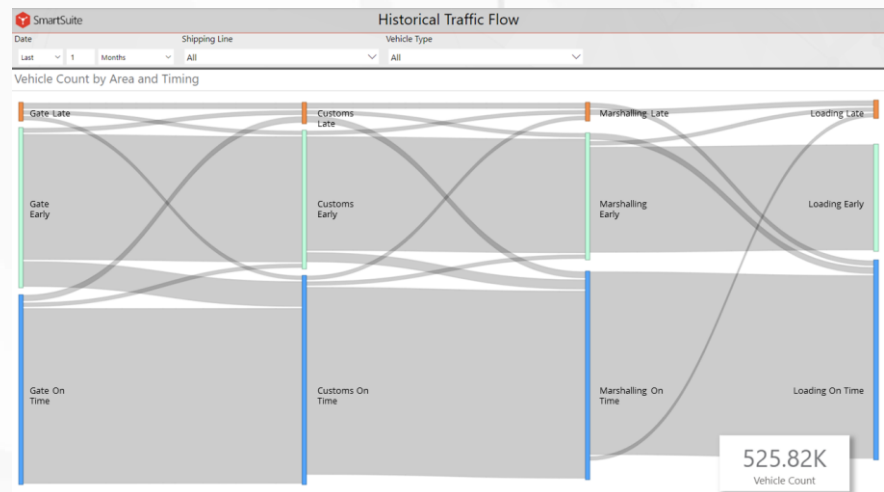 SmartSuite
Historical Traffic Flow
Date
Shipping Line
Vehicle Type
Last
1
Months
All
All
Vehicle Count by Area and Timing
Gate Late
Customs
Late
Marshalling Late
Loading Late
Gate
Early
Customs
Early
Marshalling
Early
Loading Early
Gate On
Time
Customs On
Time
Marshalling On
Time
Loading On Time
525.82K
Vehicle Count